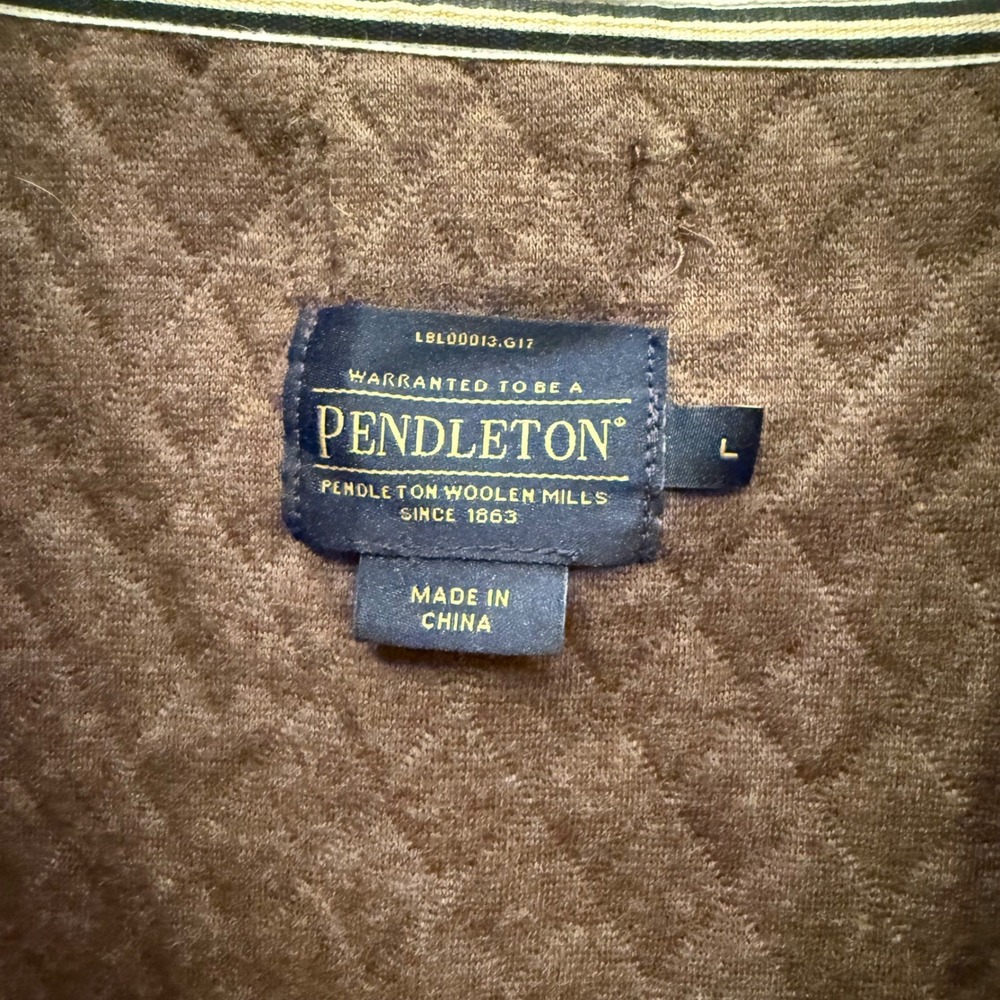 LBL00013.G17
WARRANTED TO BE A
PENDLETON®
PENDLETON WOOLEN MILLS
SINCE 1863
L
MADE IN
CHINA